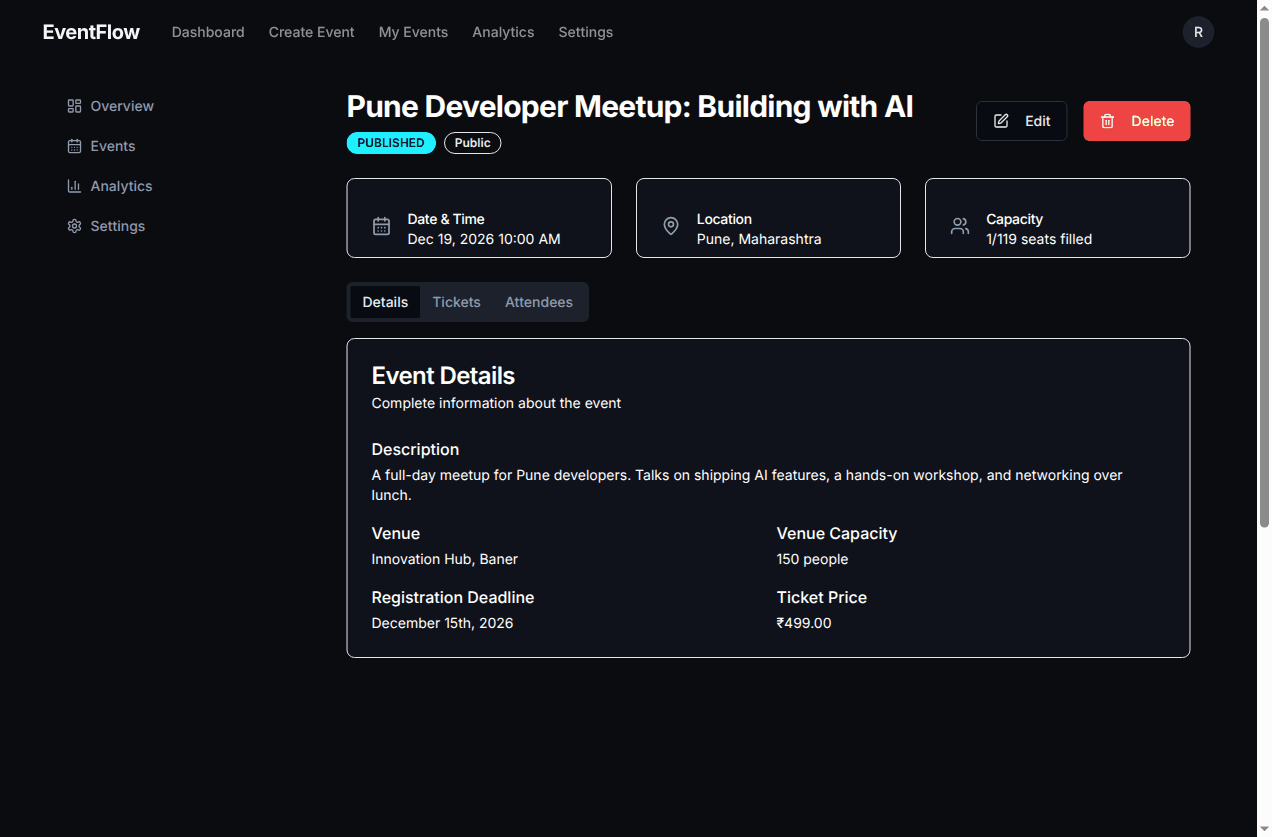 EventFlow Dashboard Create Event My Events Analytics Settings R
Overview
Events
Analytics
Settings
Pune Developer Meetup: Building with AI
PUBLISHED Public
Edit Delete
Date & Time
Dec 19, 2026 10:00 AM
Location
Pune, Maharashtra
Capacity
1/119 seats filled
Details Tickets Attendees
Event Details
Complete information about the event
Description
A full-day meetup for Pune developers. Talks on shipping AI features, a hands-on workshop, and networking over
lunch.
Venue
Innovation Hub, Baner
Venue Capacity
150 people
Registration Deadline
December 15th, 2026
Ticket Price
₹499.00